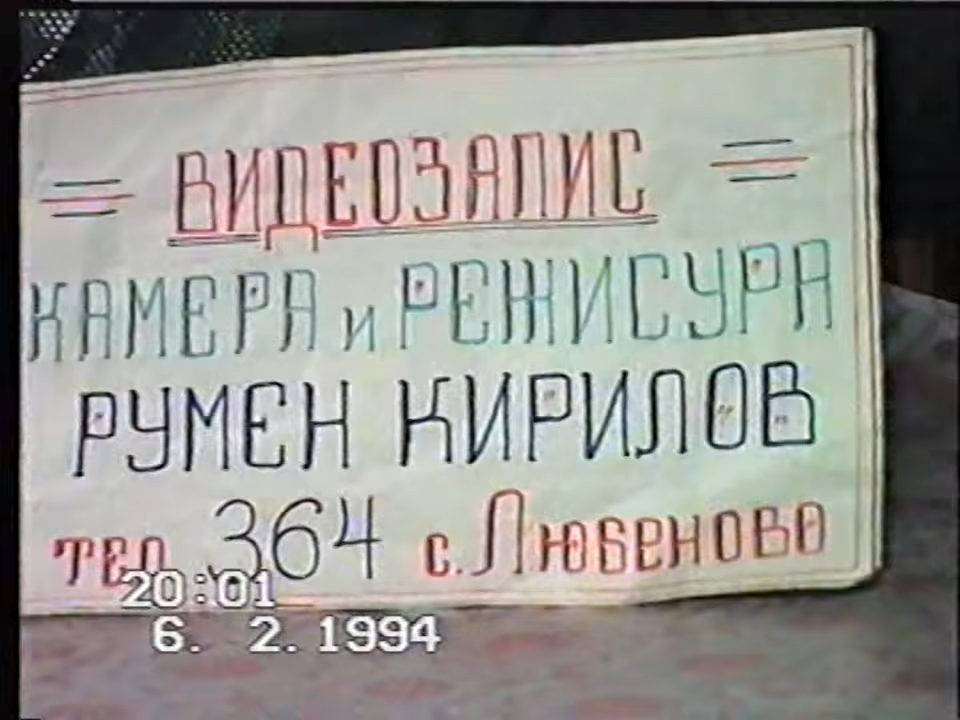 = ВИДЕОЗАПИС =
КАМЕРА и РЕЖИСУРА
РУМЕН КИРИЛОВ
тел. 364 с. Любеново
20:01
6. 2. 1994